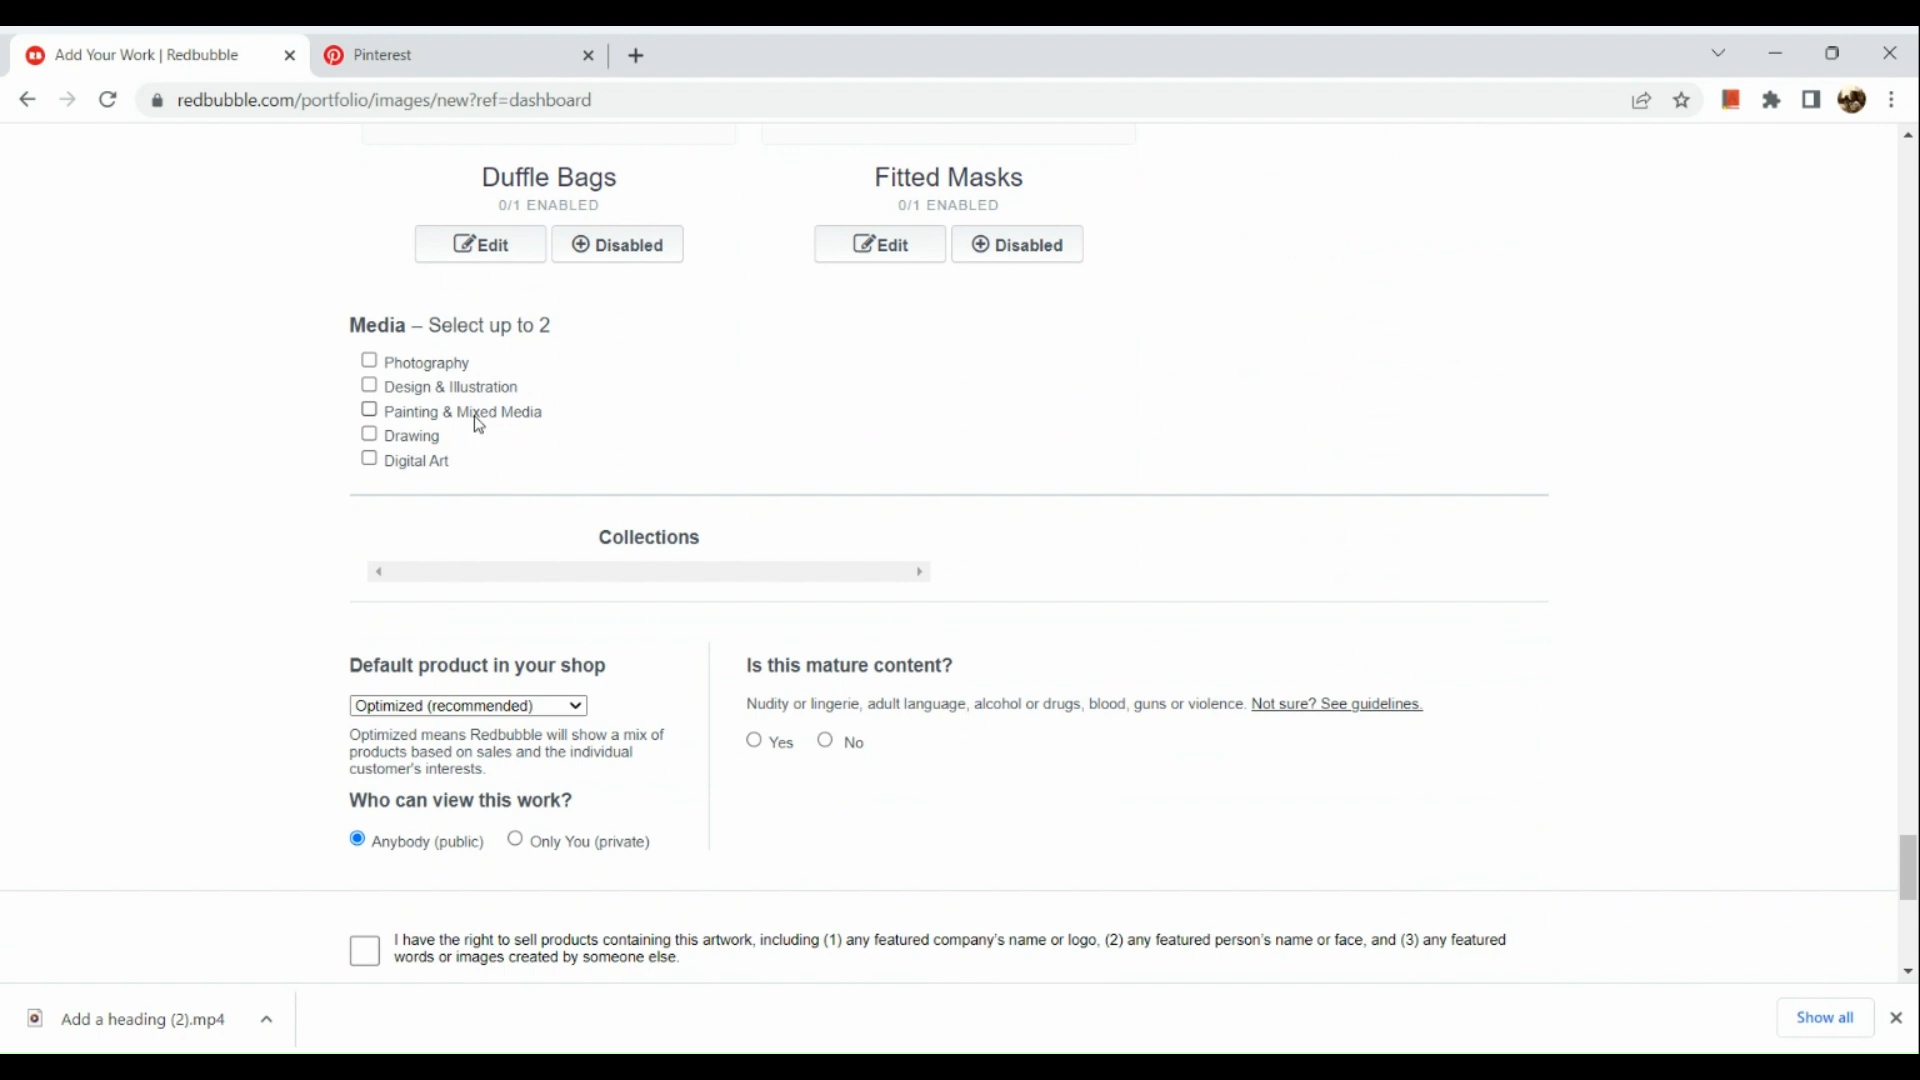 Add Your Work | Redbubble
Pinterest
redbubble.com/portfolio/images/new?ref=dashboard
Duffle Bags
Fitted Masks
0/1 ENABLED
0/1 ENABLED
Edit
Disabled
Edit
Disabled
Media – Select up to 2
Photography
Design & Illustration
Painting & Mixed Media
Drawing
Digital Art
Collections
Default product in your shop
Optimized (recommended)
Optimized means Redbubble will show a mix of
products based on sales and the individual
customer's interests.
Who can view this work?
Anybody (public)
Only You (private)
Is this mature content?
Nudity or lingerie, adult language, alcohol or drugs, blood, guns or violence. Not sure? See guidelines.
Yes
No
I have the right to sell products containing this artwork, including (1) any featured company's name or logo, (2) any featured person's name or face, and (3) any featured
words or images created by someone else.
Add a heading (2).mp4
Show all